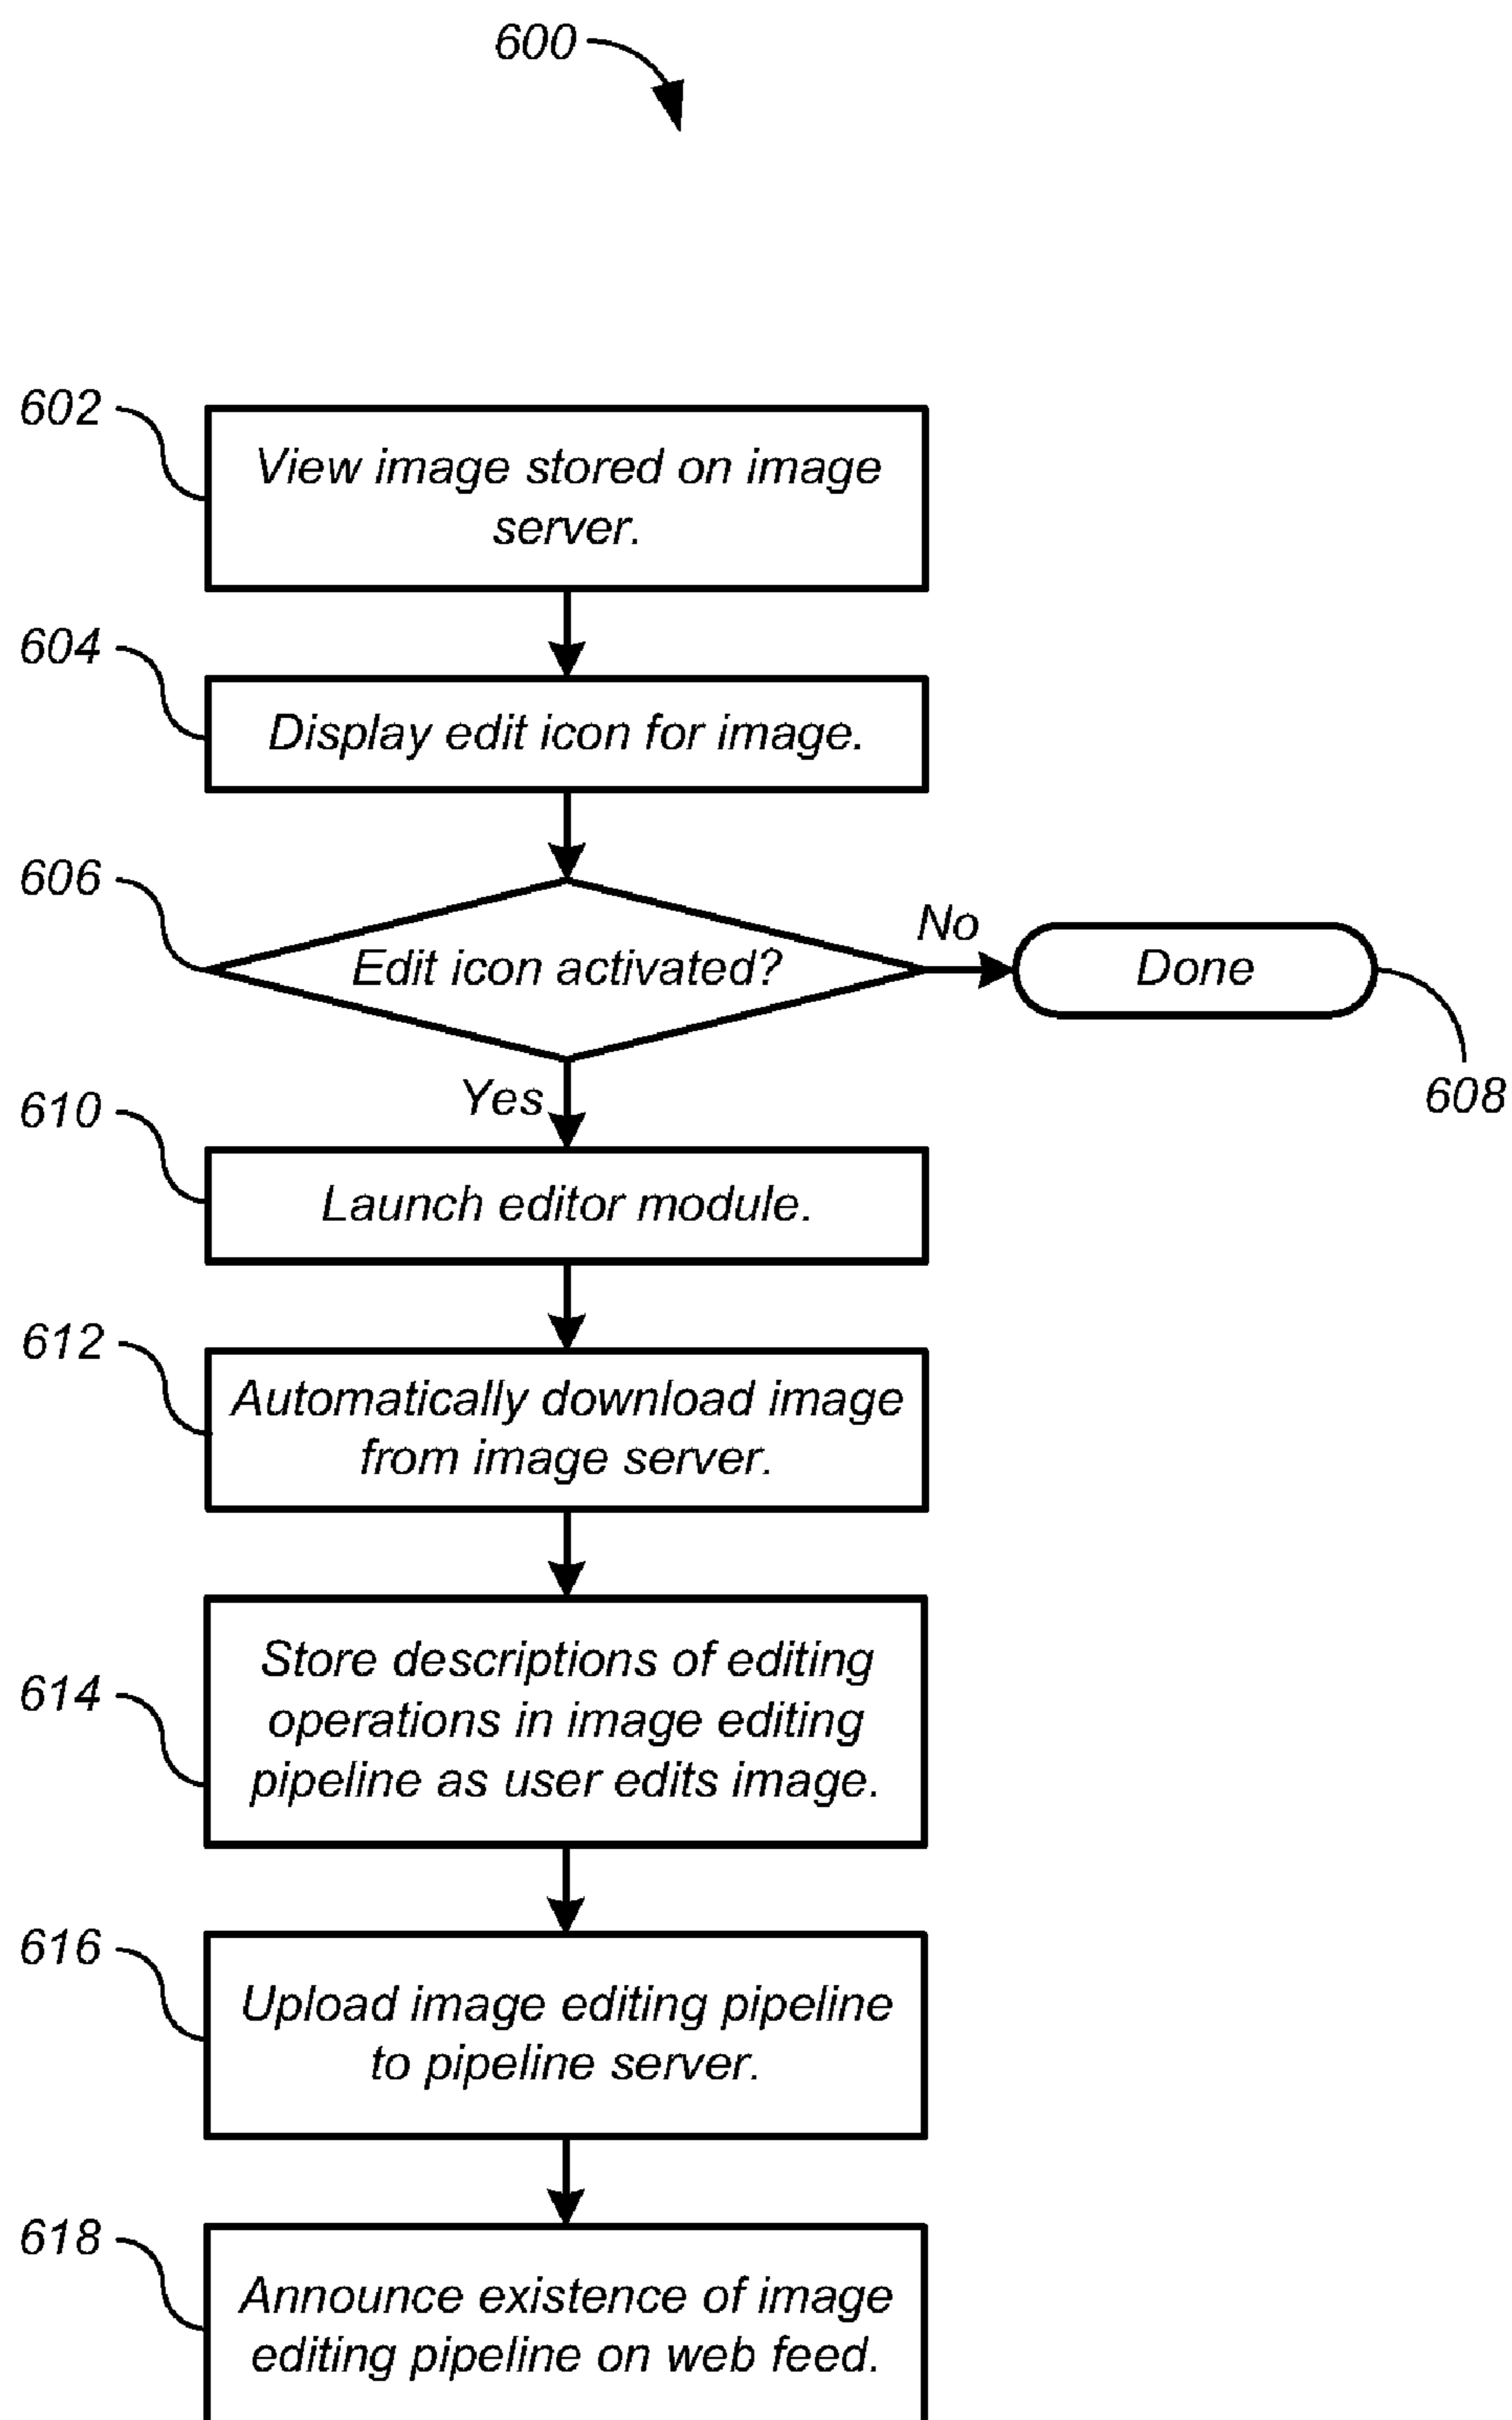 600
602
View image stored on image
server.
604
Display edit icon for image.
606
Edit icon activated?
No
Done
608
Yes
610
Launch editor module.
612
Automatically download image
from image server.
614
Store descriptions of editing
operations in image editing
pipeline as user edits image.
616
Upload image editing pipeline
to pipeline server.
618
Announce existence of image
editing pipeline on web feed.